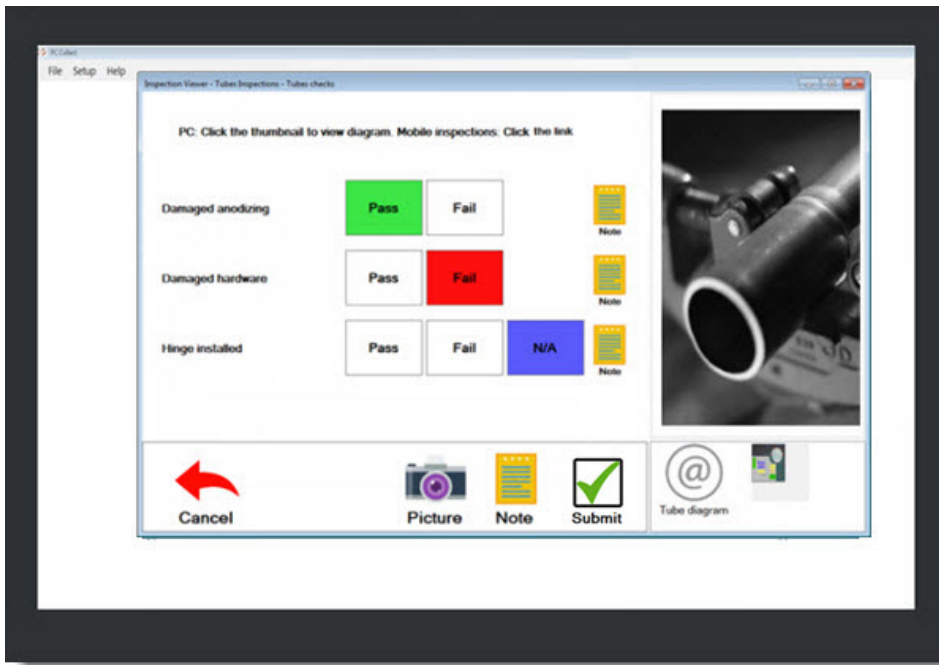 PC Collect
File Setup Help
Inspection Viewer - Tubes Inspections - Tubes checks
PC: Click the thumbnail to view diagram. Mobile inspections: Click the link
Damaged anodizing Pass Fail Note
Damaged hardware Pass Fail Note
Hinge installed Pass Fail N/A Note
Cancel Picture Note Submit
@
Tube diagram